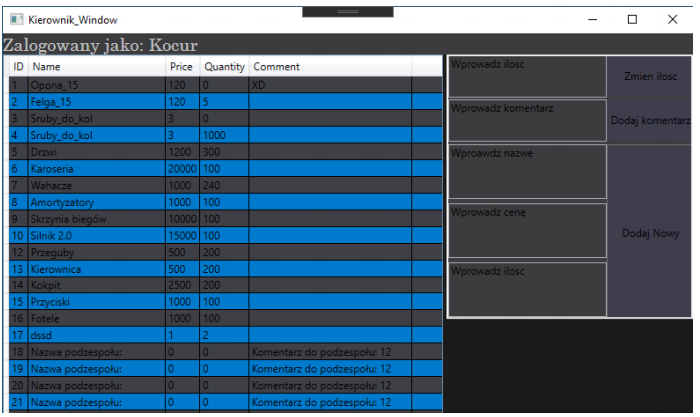 Kierownik_Window
Zalogowany jako: Kocur
ID Name Price Quantity Comment
1 Opona_15 120 0 XD
2 Felga_15 120 5
3 Sruby_do_kol 3 0
4 Sruby_do_kol 3 1000
5 Drzwi 1200 300
6 Karoseria 20000 100
7 Wahacze 1000 240
8 Amortyzatory 1000 100
9 Skrzynia biegów 10000 100
10 Silnik 2.0 15000 100
12 Przeguby 500 200
13 Kierownica 500 200
14 Kokpit 2500 200
15 Przyciski 1000 100
16 Fotele 1000 100
17 dssd 1 2
18 Nazwa podzespołu: 0 0 Komentarz do podzespołu: 12
19 Nazwa podzespołu: 0 0 Komentarz do podzespołu: 12
20 Nazwa podzespołu: 0 0 Komentarz do podzespołu: 12
21 Nazwa podzespołu: 0 0 Komentarz do podzespołu: 12
Wprowadz ilosc
Zmien ilosc
Wprowadz komentarz
Dodaj komentarz
Wproawdz nazwe
Wprowadz cenę
Dodaj Nowy
Wprowadz ilosc